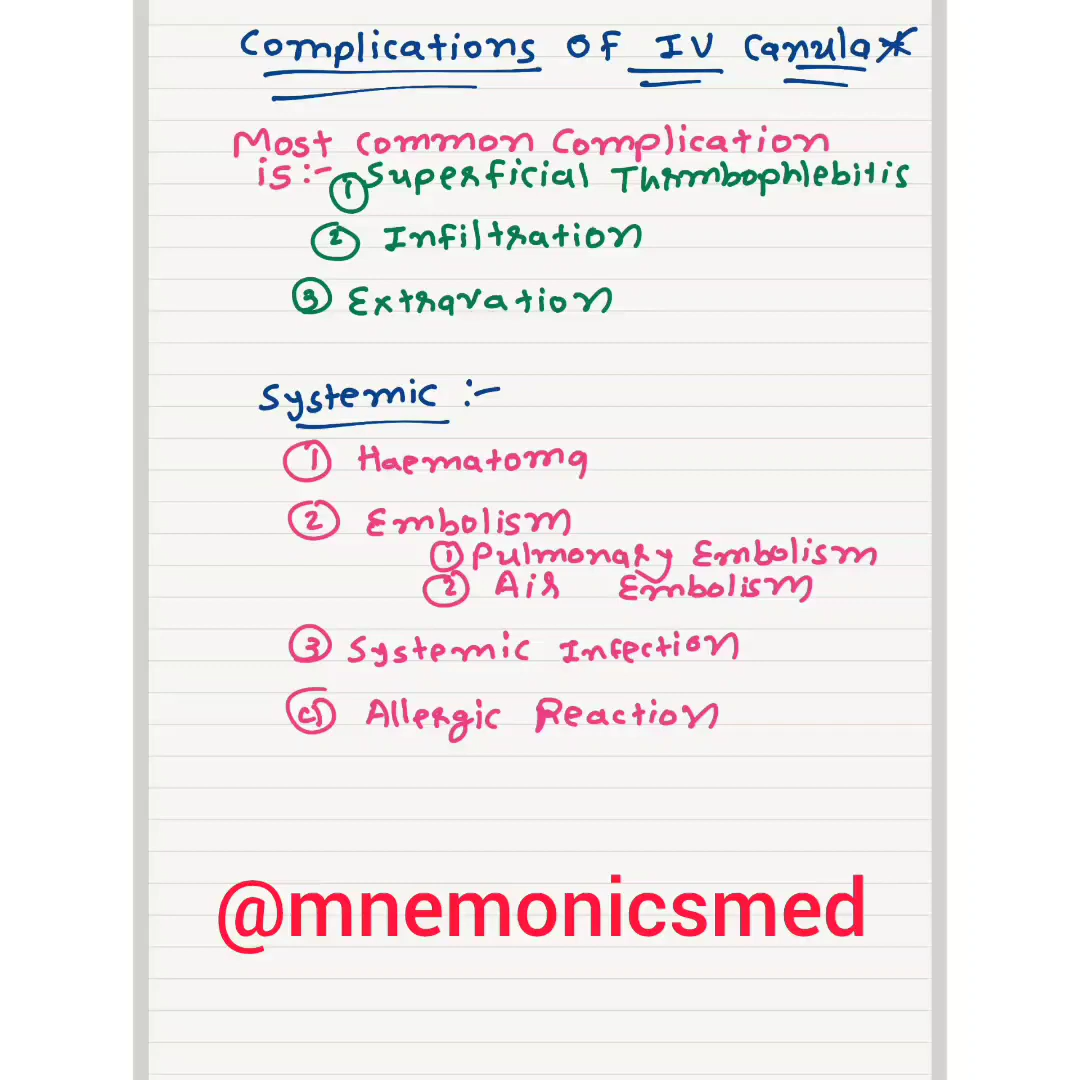 Complications of IV Canula*
Most Common Complication
is :- ① Superficial Thrmbophlebitis
② Infiltration
③ Extravation
Systemic :-
① Haematoma
② Embolism
① Pulmonary Embolism
② Air Embolism
③ Systemic Infection
④ Allergic Reaction
@mnemonicsmed